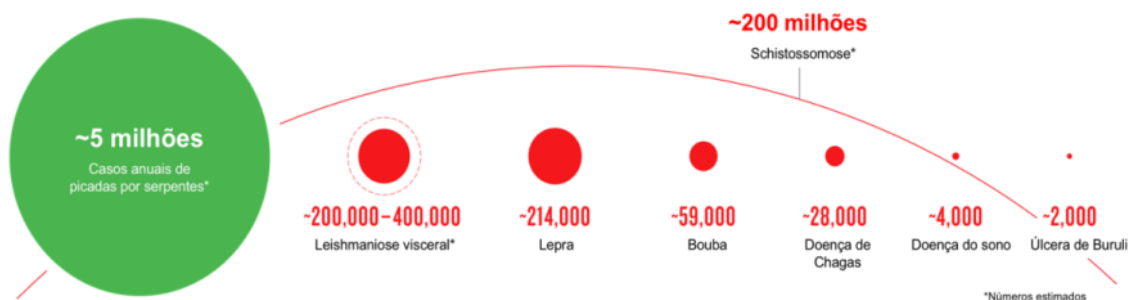 ~200 milhões
Schistossomose*
~5 milhões
Casos anuais de
picadas por serpentes*
~200,000–400,000
Leishmaniose visceral*
~214,000
Lepra
~59,000
Bouba
~28,000
Doença de
Chagas
~4,000
Doença do sono
~2,000
Úlcera de Buruli
*Números estimados